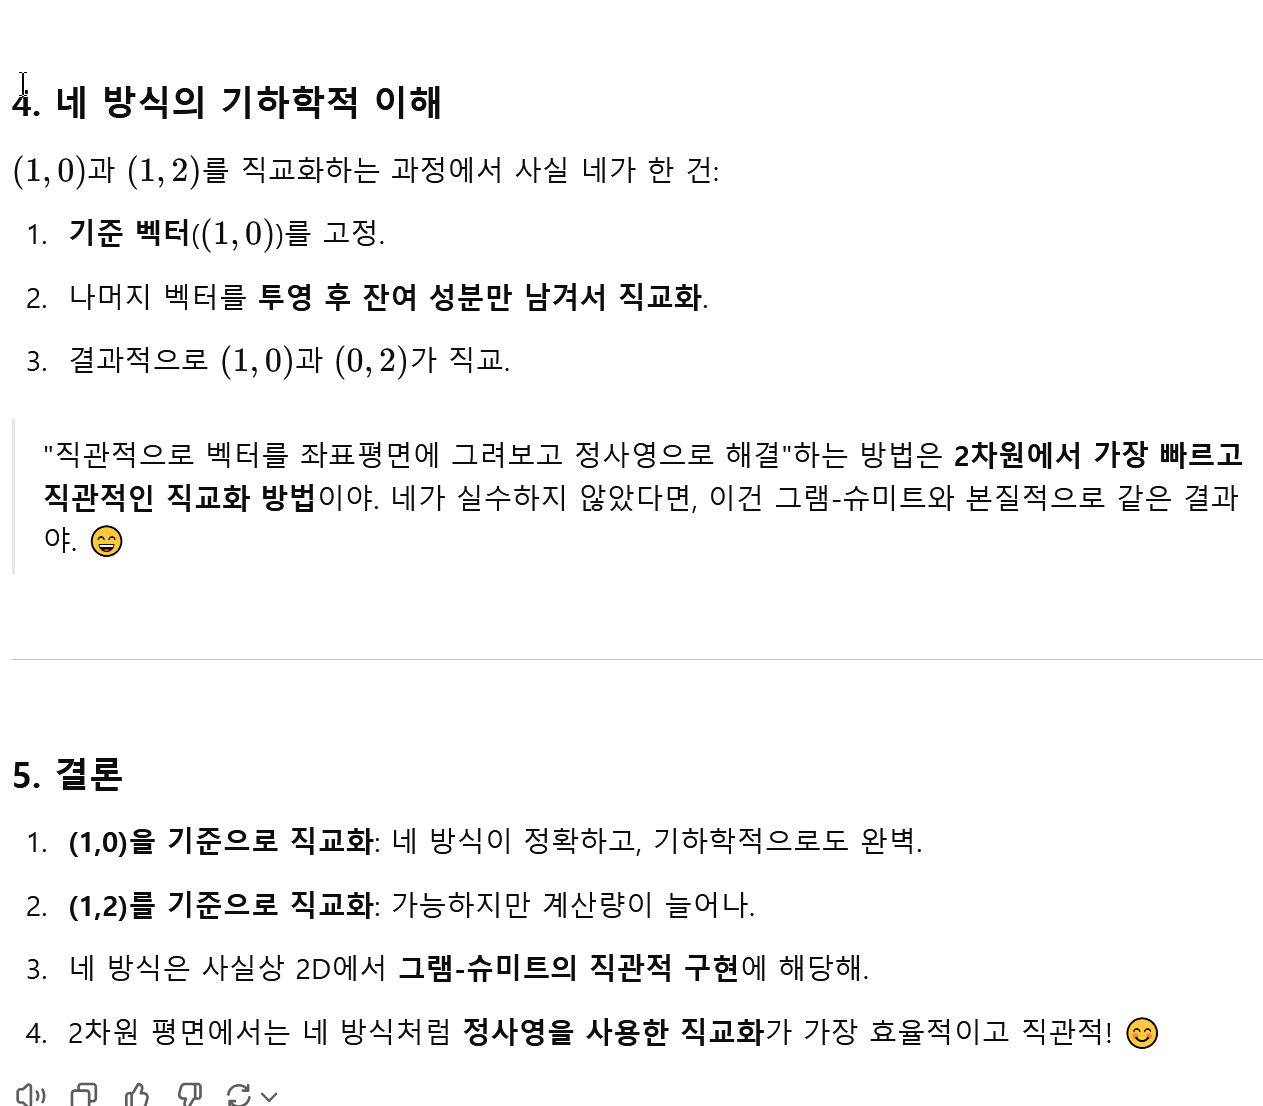 4. 네 방식의 기하학적 이해
(1, 0)과 (1, 2)를 직교화하는 과정에서 사실 네가 한 건:
1. 기준 벡터((1, 0))를 고정.
2. 나머지 벡터를 투영 후 잔여 성분만 남겨서 직교화.
3. 결과적으로 (1, 0)과 (0, 2)가 직교.
"직관적으로 벡터를 좌표평면에 그려보고 정사영으로 해결"하는 방법은 2차원에서 가장 빠르고
직관적인 직교화 방법이야. 네가 실수하지 않았다면, 이건 그램-슈미트와 본질적으로 같은 결과
야. 😄
5. 결론
1. (1,0)을 기준으로 직교화: 네 방식이 정확하고, 기하학적으로도 완벽.
2. (1,2)를 기준으로 직교화: 가능하지만 계산량이 늘어나.
3. 네 방식은 사실상 2D에서 그램-슈미트의 직관적 구현에 해당해.
4. 2차원 평면에서는 네 방식처럼 정사영을 사용한 직교화가 가장 효율적이고 직관적! 😊